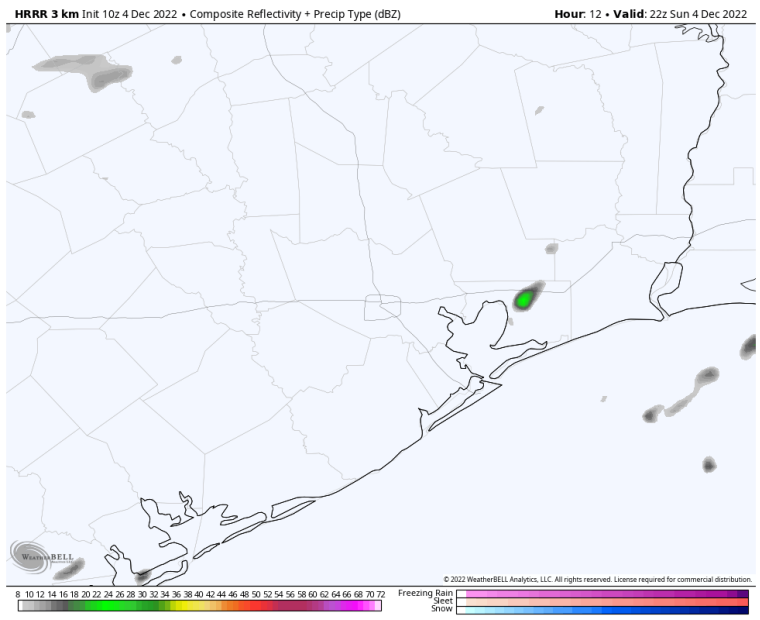 HRRR 3 km Init 10z 4 Dec 2022 • Composite Reflectivity + Precip Type (dBZ)
Hour: 12 • Valid: 22z Sun 4 Dec 2022
WEATHERBELL
© 2022 WeatherBELL Analytics, LLC. All rights reserved. License required for commercial distribution.
8 10 12 14 16 18 20 22 24 26 28 30 32 34 36 38 40 42 44 46 48 50 52 54 56 58 60 62 64 66 68 70 72
Freezing Rain
Sleet
Snow